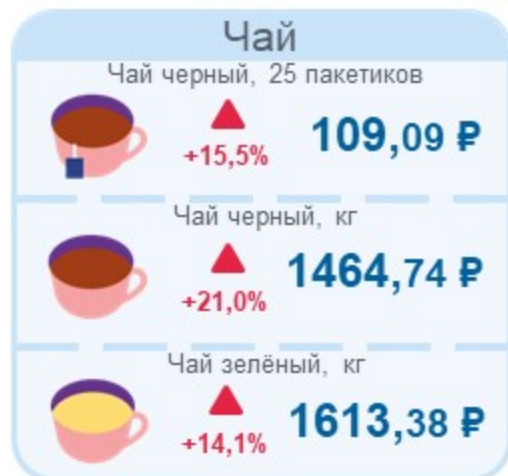 Чай
Чай черный, 25 пакетиков
+15,5% 109,09 ₽
Чай черный, кг
+21,0% 1464,74 ₽
Чай зелёный, кг
+14,1% 1613,38 ₽